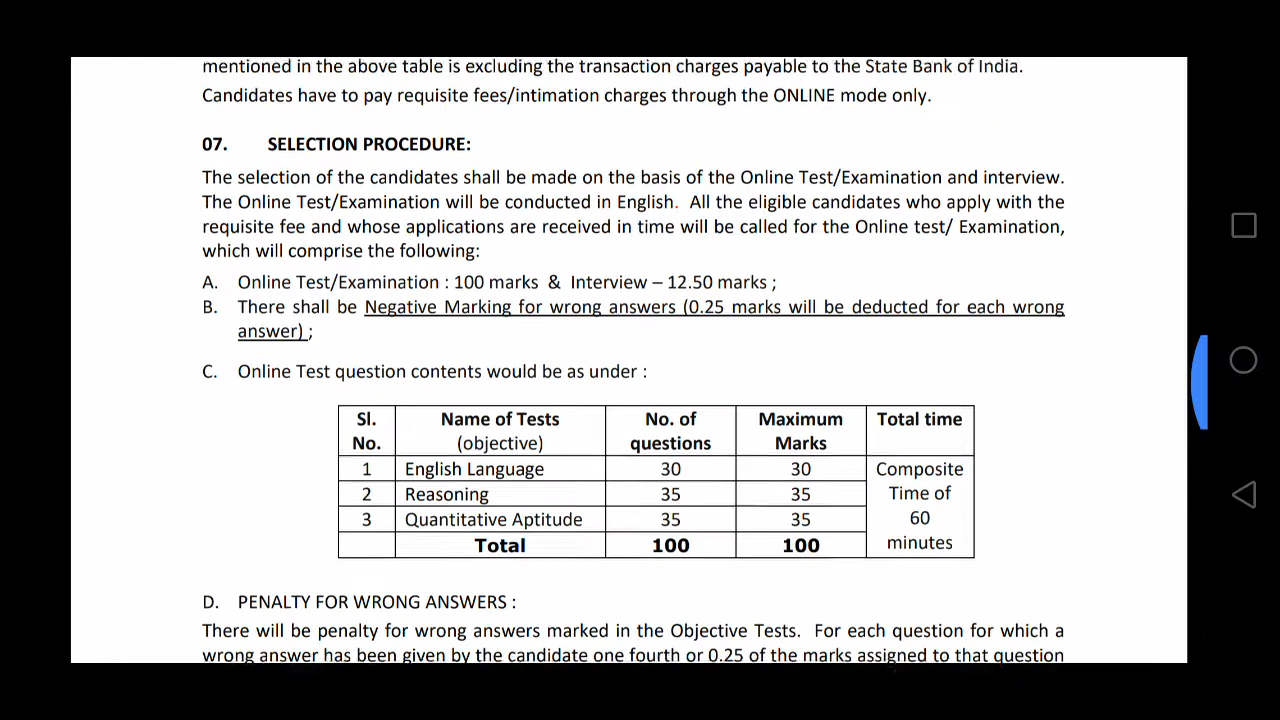 mentioned in the above table is excluding the transaction charges payable to the State Bank of India.
Candidates have to pay requisite fees/intimation charges through the ONLINE mode only.
07. SELECTION PROCEDURE:
The selection of the candidates shall be made on the basis of the Online Test/Examination and interview.
The Online Test/Examination will be conducted in English. All the eligible candidates who apply with the
requisite fee and whose applications are received in time will be called for the Online test/ Examination,
which will comprise the following:
A. Online Test/Examination : 100 marks & Interview – 12.50 marks ;
B. There shall be Negative Marking for wrong answers (0.25 marks will be deducted for each wrong
answer) ;
C. Online Test question contents would be as under :
Sl. No. Name of Tests (objective) No. of questions Maximum Marks Total time
1 English Language 30 30 Composite
2 Reasoning 35 35 Time of
3 Quantitative Aptitude 35 35 60
Total 100 100 minutes
D. PENALTY FOR WRONG ANSWERS :
There will be penalty for wrong answers marked in the Objective Tests. For each question for which a
wrong answer has been given by the candidate one fourth or 0.25 of the marks assigned to that question